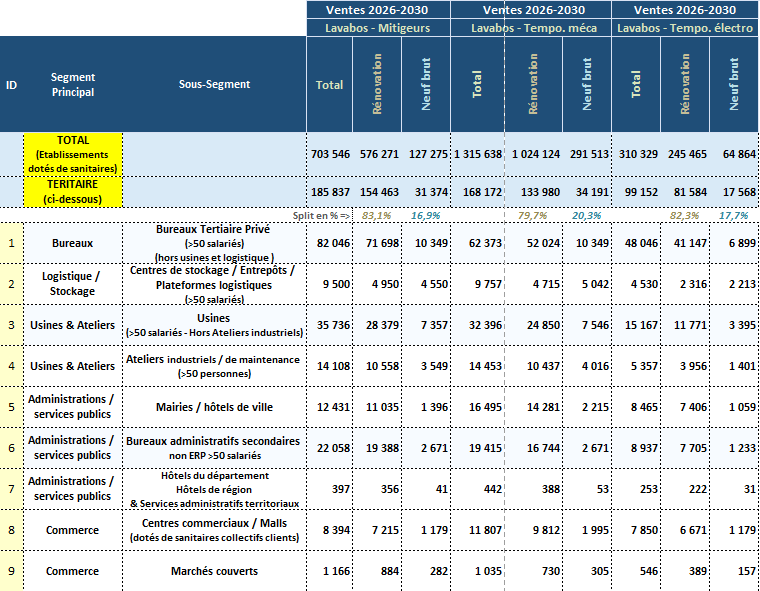 Ventes 2026-2030 Ventes 2026-2030 Ventes 2026-2030
Lavabos - Mitigeurs Lavabos - Tempo. méca Lavabos - Tempo. électro
ID Segment Principal Sous-Segment Total Rénovation Neuf brut Total Rénovation Neuf brut Total Rénovation Neuf brut
TOTAL
(Etablissements
dotés de sanitaires) 703 546 576 271 127 275 1 315 638 1 024 124 291 513 310 329 245 465 64 864
TERITAIRE
(ci-dessous) 185 837 154 463 31 374 168 172 133 980 34 191 99 152 81 584 17 568
Split en % => 83,1% 16,9% 79,7% 20,3% 82,3% 17,7%
1 Bureaux Bureaux Tertiaire Privé
(>50 salariés)
(hors usines et logistique ) 82 046 71 698 10 349 62 373 52 024 10 349 48 046 41 147 6 899
2 Logistique /
Stockage Centres de stockage / Entrepôts /
Plateformes logistiques
(>50 salariés) 9 500 4 950 4 550 9 757 4 715 5 042 4 530 2 316 2 213
3 Usines & Ateliers Usines
(>50 salariés - Hors Ateliers industriels) 35 736 28 379 7 357 32 396 24 850 7 546 15 167 11 771 3 395
4 Usines & Ateliers Ateliers industriels / de maintenance
(>50 personnes) 14 108 10 558 3 549 14 453 10 437 4 016 5 357 3 956 1 401
5 Administrations /
services publics Mairies / hôtels de ville 12 431 11 035 1 396 16 495 14 281 2 215 8 465 7 406 1 059
6 Administrations /
services publics Bureaux administratifs secondaires
non ERP >50 salariés 22 058 19 388 2 671 19 415 16 744 2 671 8 937 7 705 1 233
7 Administrations /
services publics Hôtels du département
Hôtels de région
& Services administratifs territoriaux 397 356 41 442 388 53 253 222 31
8 Commerce Centres commerciaux / Malls
(dotés de sanitaires collectifs clients) 8 394 7 215 1 179 11 807 9 812 1 995 7 850 6 671 1 179
9 Commerce Marchés couverts 1 166 884 282 1 035 730 305 546 389 157